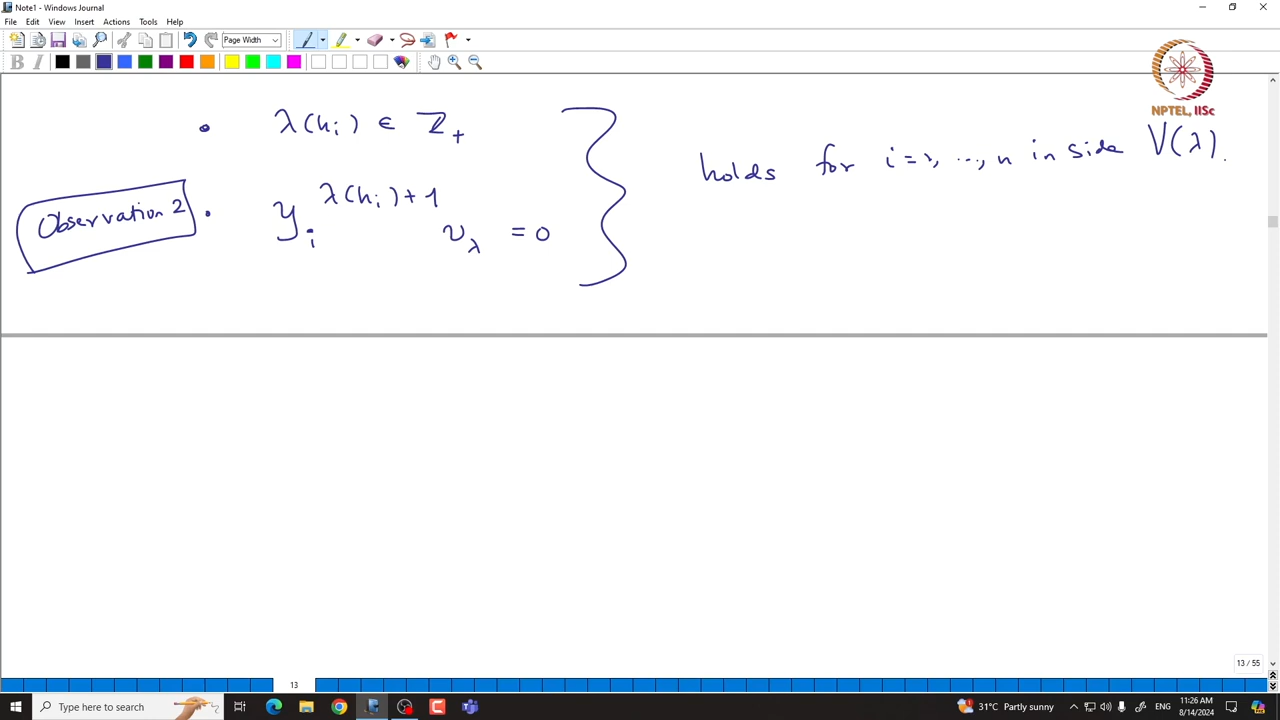 Note1 - Windows Journal
File Edit View Insert Actions Tools Help
Page Width
NPTEL, IISc
• λ(hᵢ) ∈ ℤ₊
holds for i=1, ..., n in side V(λ).
Observation 2 • yᵢ^{λ(hᵢ)+1} v_λ = 0
13 / 55
13
Type here to search
31°C Partly sunny
ENG
11:26 AM
8/14/2024